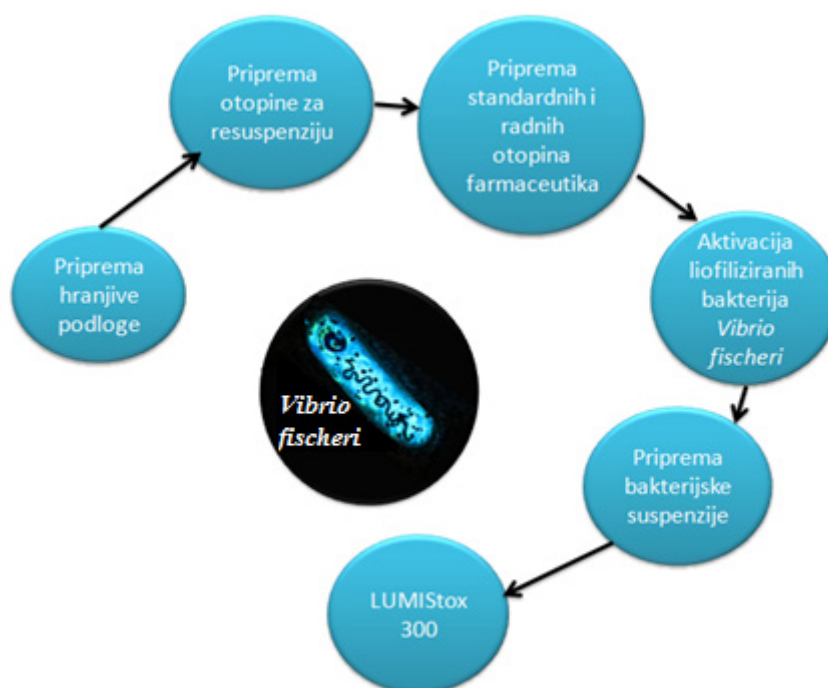 Priprema
hranjive
podloge
Priprema
otopine za
resuspenziju
Priprema
standardnih i
radnih
otopina
farmaceutika
Aktivacija
liofiliziranih
bakterija
Vibrio
fischeri
Priprema
bakterijske
suspenzije
LUMIStox
300
Vibrio
fischeri